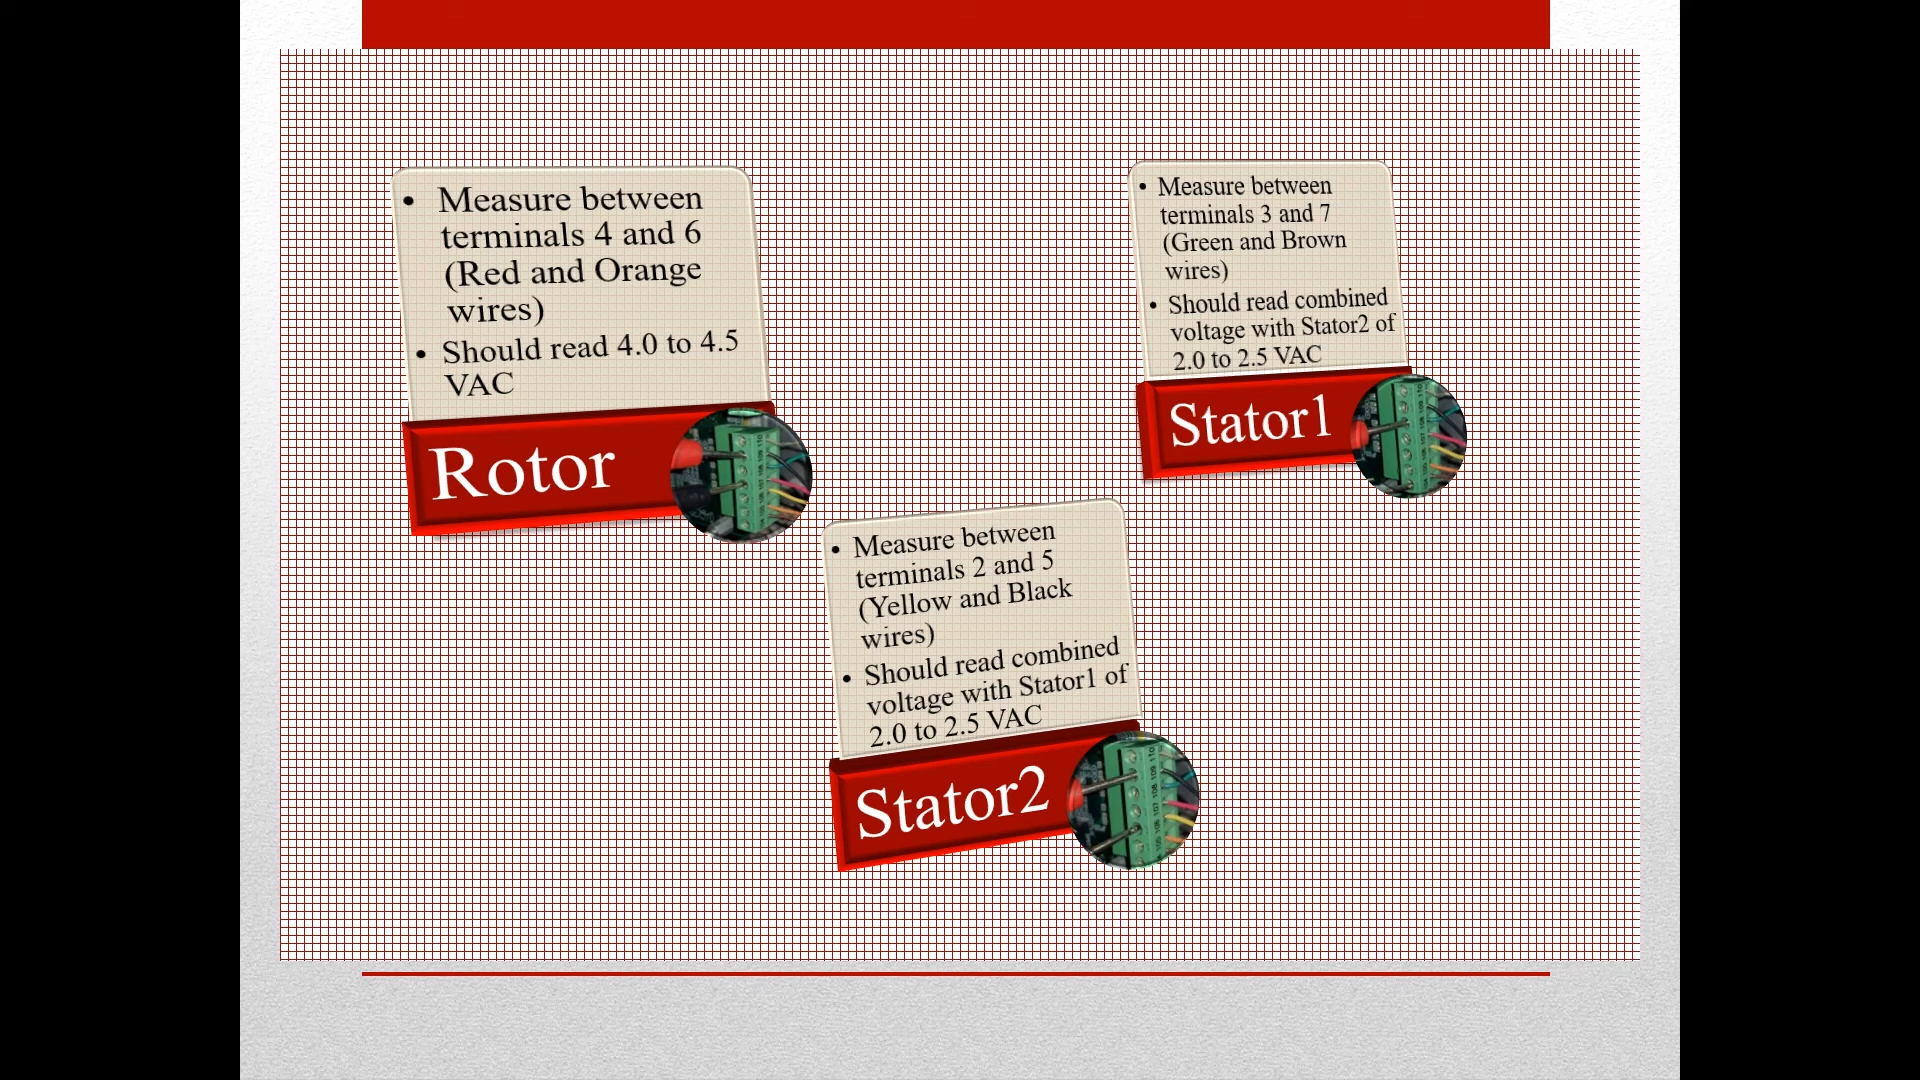 • Measure between
terminals 4 and 6
(Red and Orange
wires)
• Should read 4.0 to 4.5
VAC
Rotor
• Measure between
terminals 3 and 7
(Green and Brown
wires)
• Should read combined
voltage with Stator2 of
2.0 to 2.5 VAC
Stator1
• Measure between
terminals 2 and 5
(Yellow and Black
wires)
• Should read combined
voltage with Stator1 of
2.0 to 2.5 VAC
Stator2